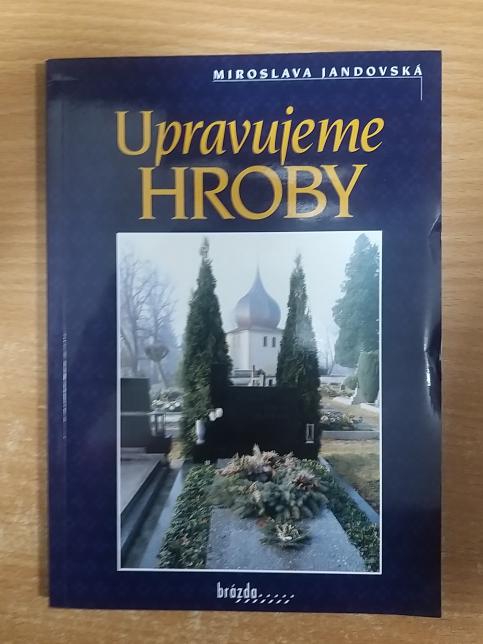 MIROSLAVA JANDOVSKÁ
Upravujeme
HROBY
brázda